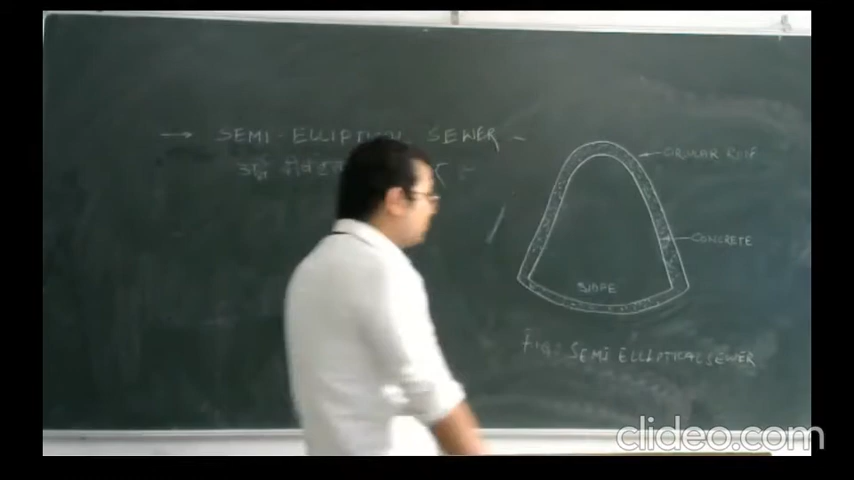 → SEMI-ELLIPTICAL SEWER -
CIRCULAR ROOF
CONCRETE
SLOPE
Fig:- SEMI ELLIPTICAL SEWER
clideo.com